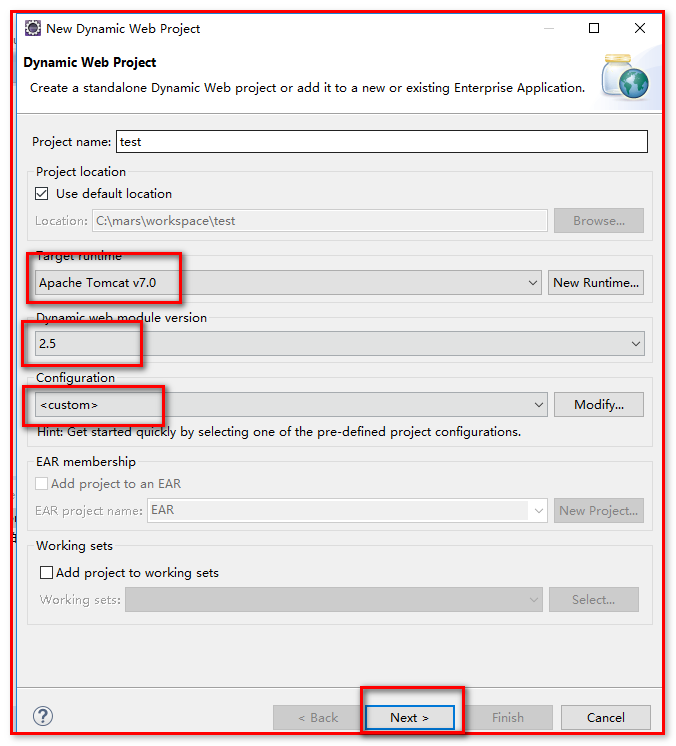 New Dynamic Web Project
Dynamic Web Project
Create a standalone Dynamic Web project or add it to a new or existing Enterprise Application.
Project name: test
Project location
Use default location
Location: C:\mars\workspace\test Browse...
Target runtime
Apache Tomcat v7.0 New Runtime...
Dynamic web module version
2.5
Configuration
<custom> Modify...
Hint: Get started quickly by selecting one of the pre-defined project configurations.
EAR membership
Add project to an EAR
EAR project name: EAR New Project...
Working sets
Add project to working sets
Working sets: Select...
? < Back Next > Finish Cancel